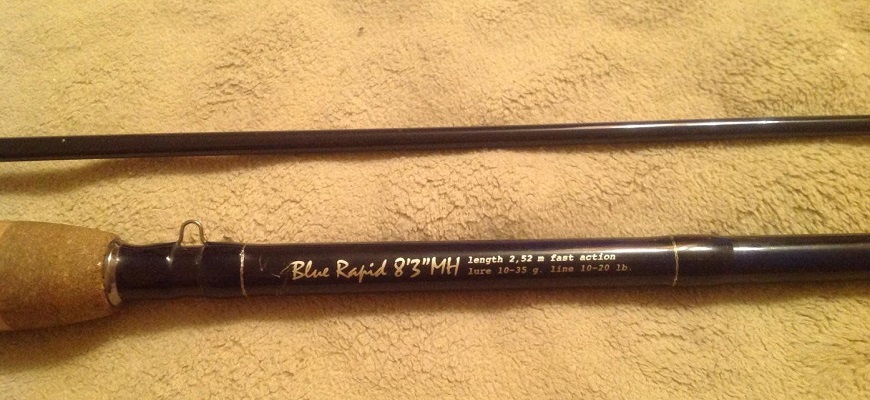 Blue Rapid 8'3"MH
length 2,52 m fast action
lure 10-35 g. line 10-20 lb.